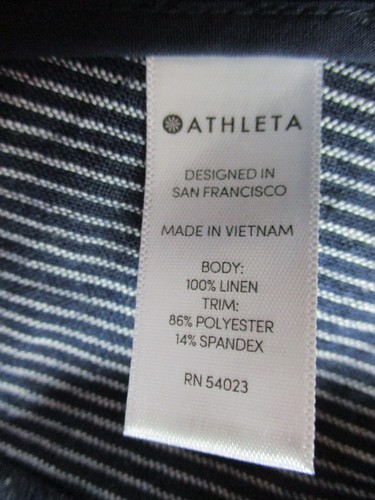 ATHLETA
DESIGNED IN
SAN FRANCISCO
MADE IN VIETNAM
BODY:
100% LINEN
TRIM:
86% POLYESTER
14% SPANDEX
RN 54023